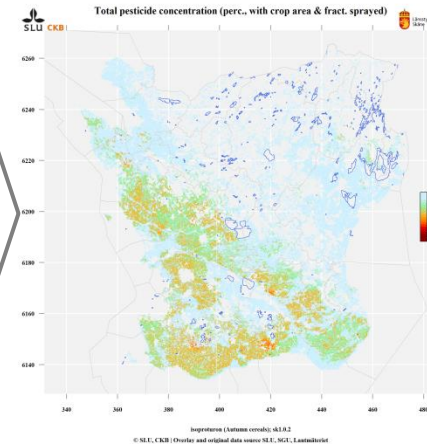 SLU CKB
Total pesticide concentration (perc., with crop area & fract. sprayed)
Länsstyr
Skåne
6260
6240
6220
6200
6180
6160
6140
340 360 380 400 420 440 460 480
isoproturon (Autumn cereals); sk1.0.2
© SLU, CKB | Overlay and original data source SLU, SGU, Lantmäteriet